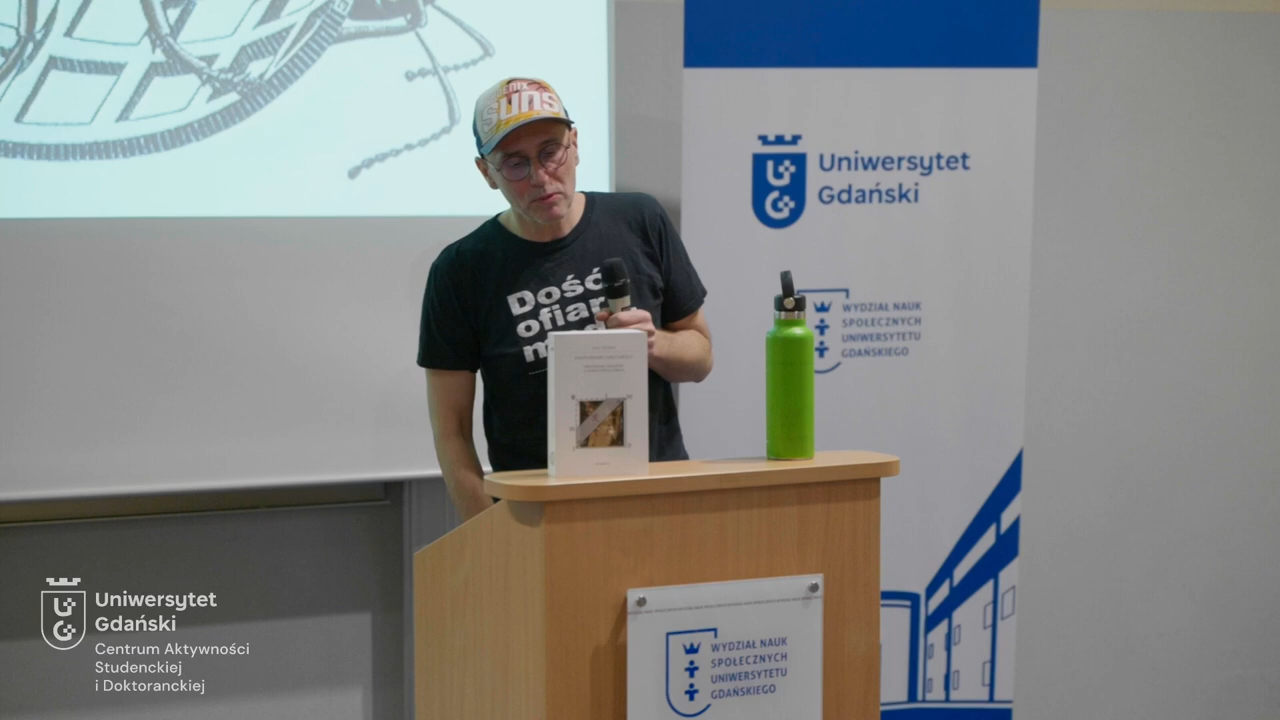 SUNS
Uniwersytet
Gdański
Dość
ofiar
WYDZIAŁ NAUK
SPOŁECZNYCH
UNIWERSYTETU
GDAŃSKIEGO
WYDZIAŁ NAUK
SPOŁECZNYCH
UNIWERSYTETU
GDAŃSKIEGO
Uniwersytet
Gdański
Centrum Aktywności
Studenckiej
i Doktoranckiej